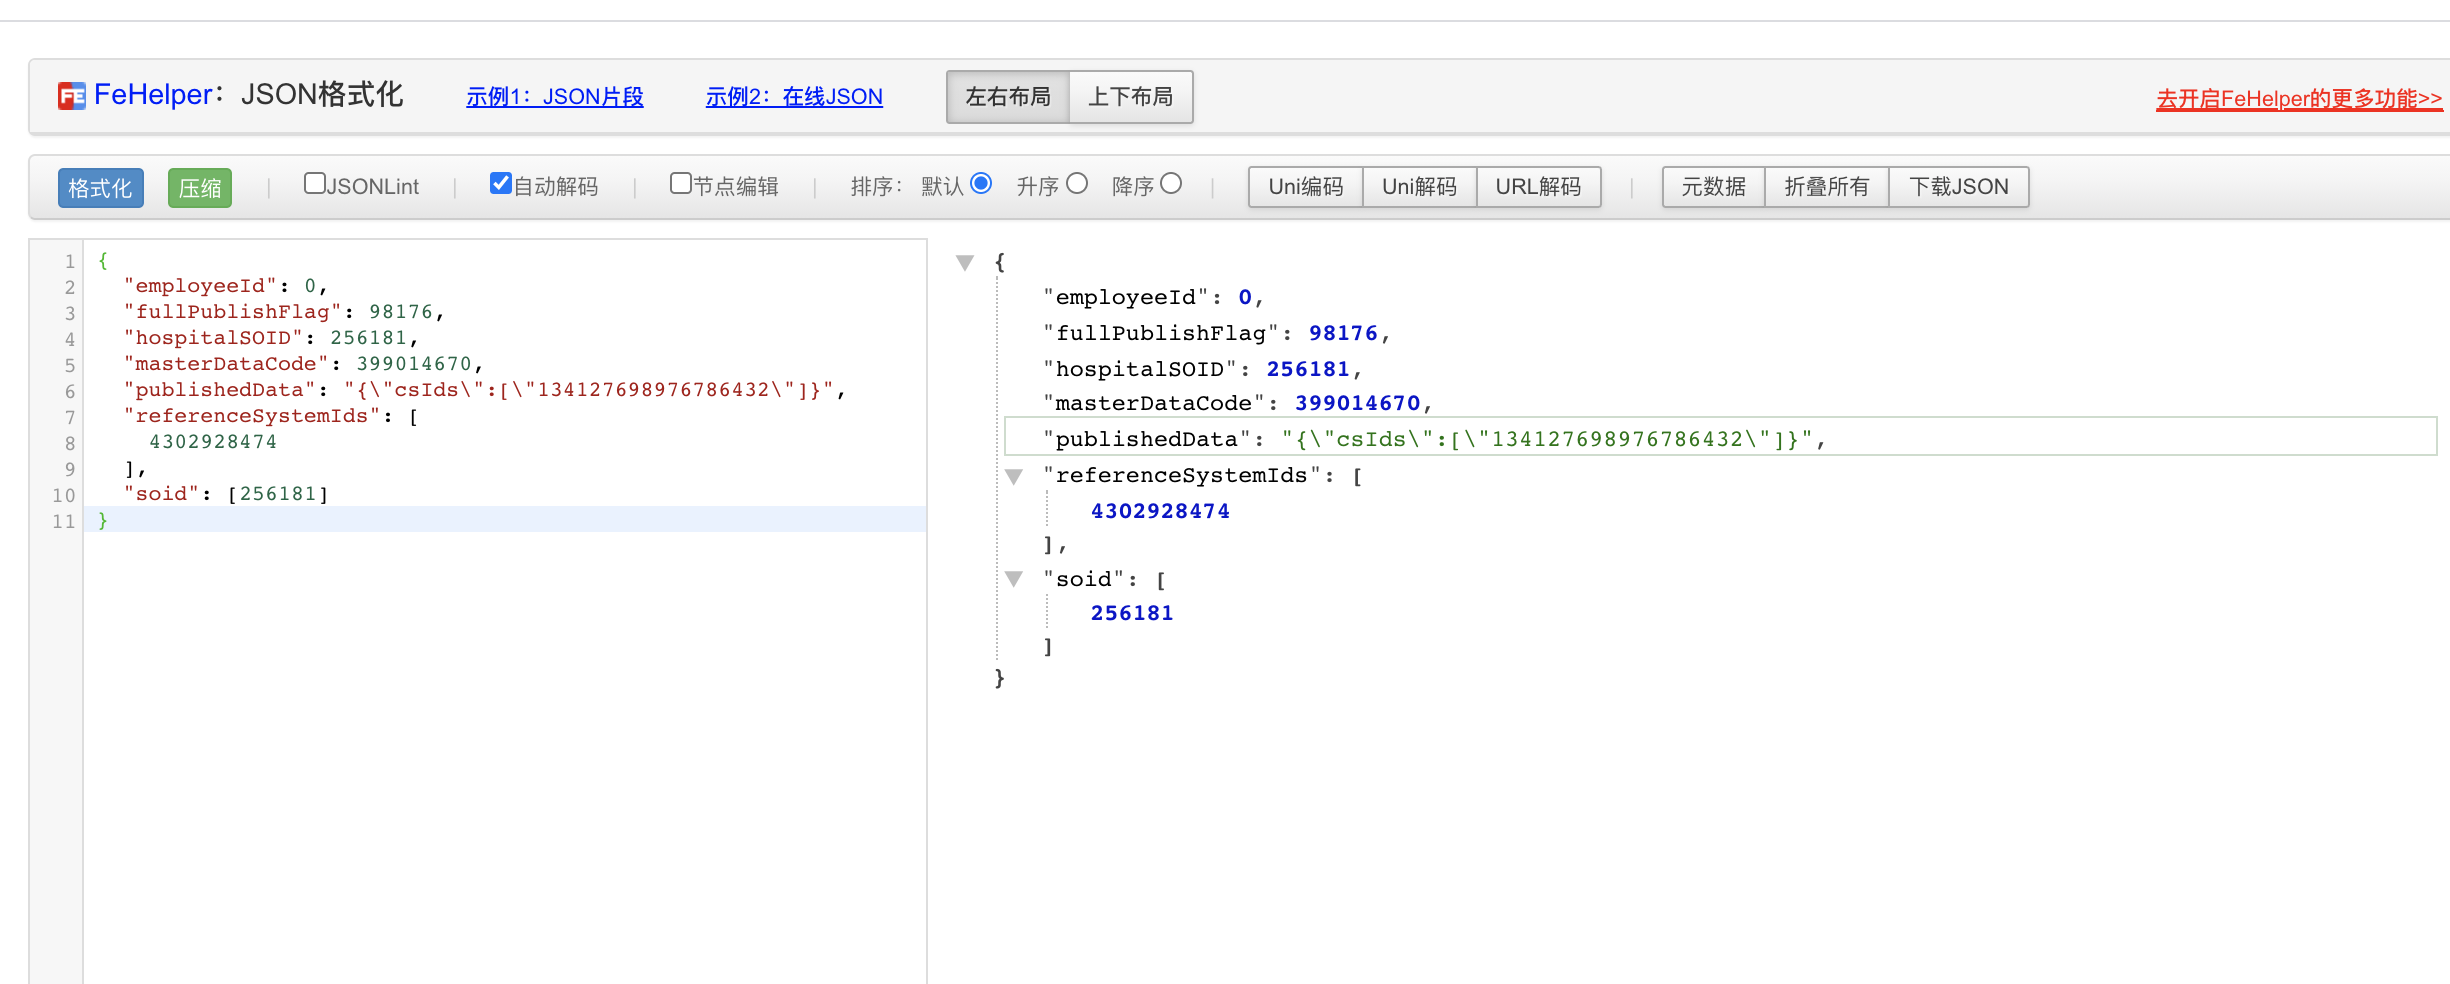 FeHelper：JSON格式化 示例1：JSON片段 示例2：在线JSON 左右布局 上下布局 去开启FeHelper的更多功能>>
格式化 压缩 | JSONLint | 自动解码 | 节点编辑 | 排序： 默认 升序 降序 | Uni编码 Uni解码 URL解码 | 元数据 折叠所有 下载JSON
1 {
2 "employeeId": 0,
3 "fullPublishFlag": 98176,
4 "hospitalSOID": 256181,
5 "masterDataCode": 399014670,
6 "publishedData": "{\"csIds\":[\"134127698976786432\"]}",
7 "referenceSystemIds": [
8 4302928474
9 ],
10 "soid": [256181]
11 }
{
"employeeId": 0,
"fullPublishFlag": 98176,
"hospitalSOID": 256181,
"masterDataCode": 399014670,
"publishedData": "{\"csIds\":[\"134127698976786432\"]}",
"referenceSystemIds": [
4302928474
],
"soid": [
256181
]
}